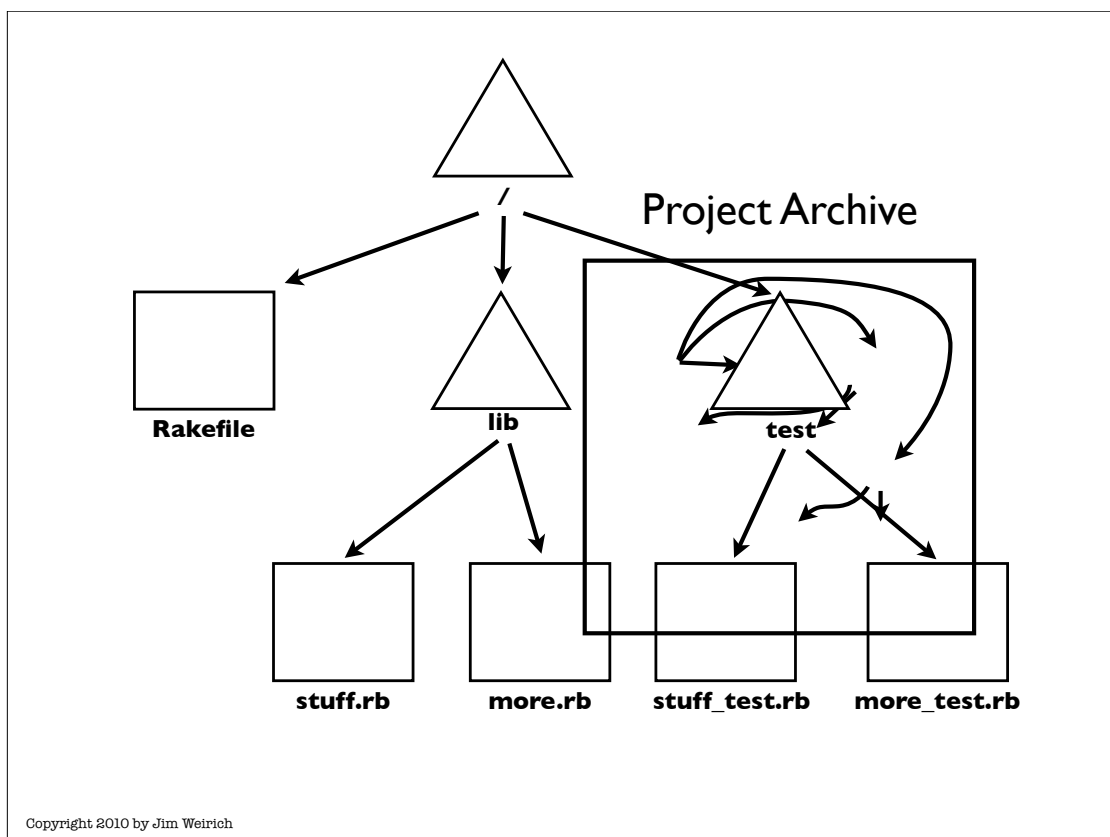 /
Project Archive
Rakefile
lib
test
stuff.rb
more.rb
stuff_test.rb
more_test.rb
Copyright 2010 by Jim Weirich